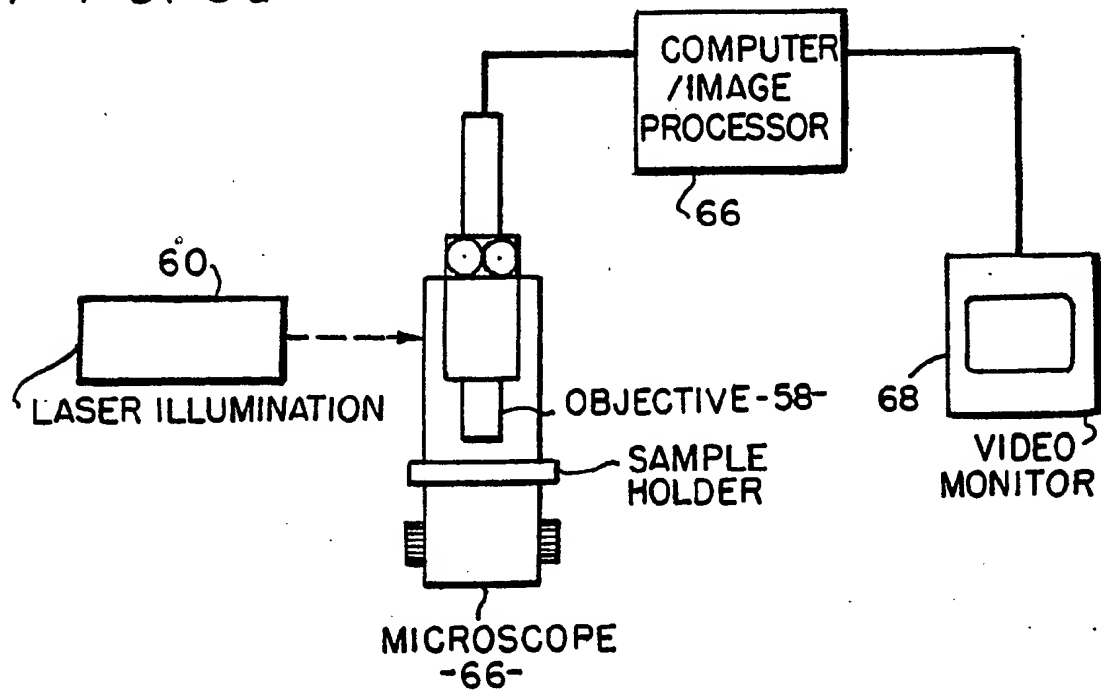 COMPUTER
/IMAGE
PROCESSOR
66
60
LASER ILLUMINATION
OBJECTIVE-58-
SAMPLE
HOLDER
68
VIDEO
MONITOR
MICROSCOPE
-66-